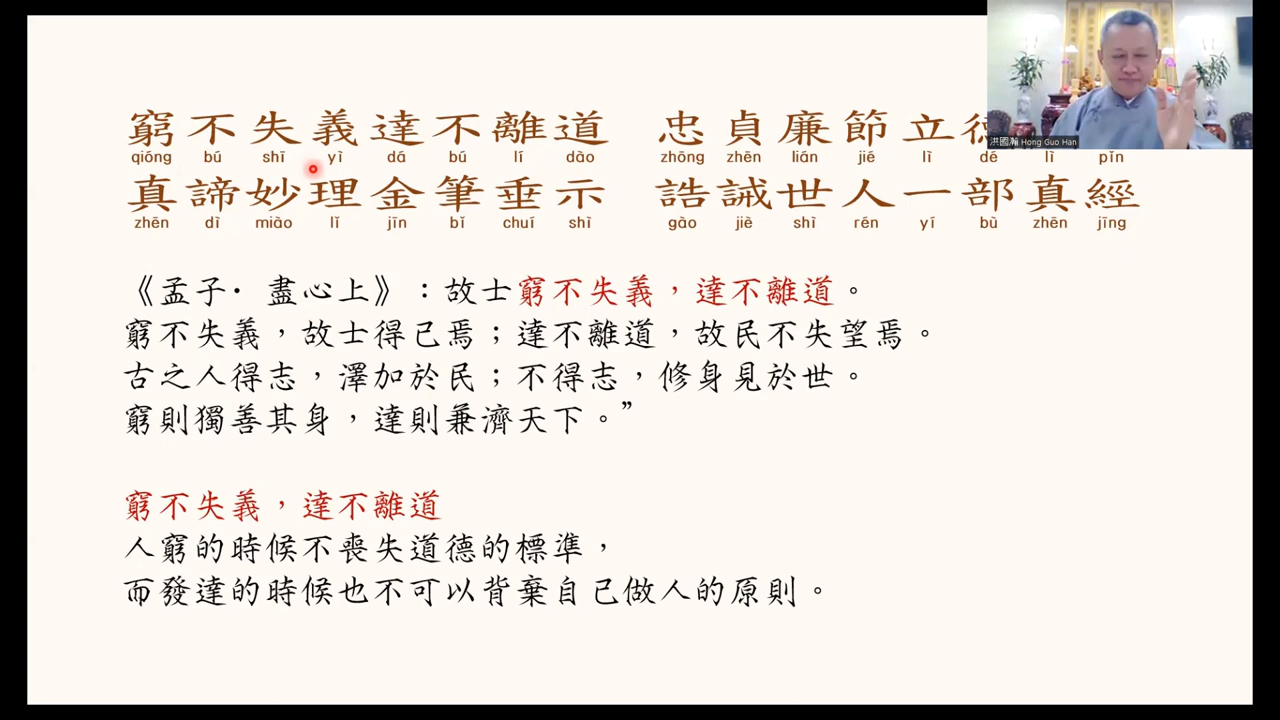 窮不失義達不離道 忠貞廉節立
qióng bú shī yì dá bú lí dào zhōng zhēn lián jié lì dé lì pǐn
真諦妙理金筆垂示 誥誡世人一部真經
zhēn dì miào lǐ jīn bǐ chuí shì gào jiè shì rén yí bù zhēn jīng
《孟子·盡心上》：故士窮不失義，達不離道。
窮不失義，故士得己焉；達不離道，故民不失望焉。
古之人得志，澤加於民；不得志，修身見於世。
窮則獨善其身，達則兼濟天下。”
窮不失義，達不離道
人窮的時候不喪失道德的標準，
而發達的時候也不可以背棄自己做人的原則。
洪國瀚 Hong Guo Han